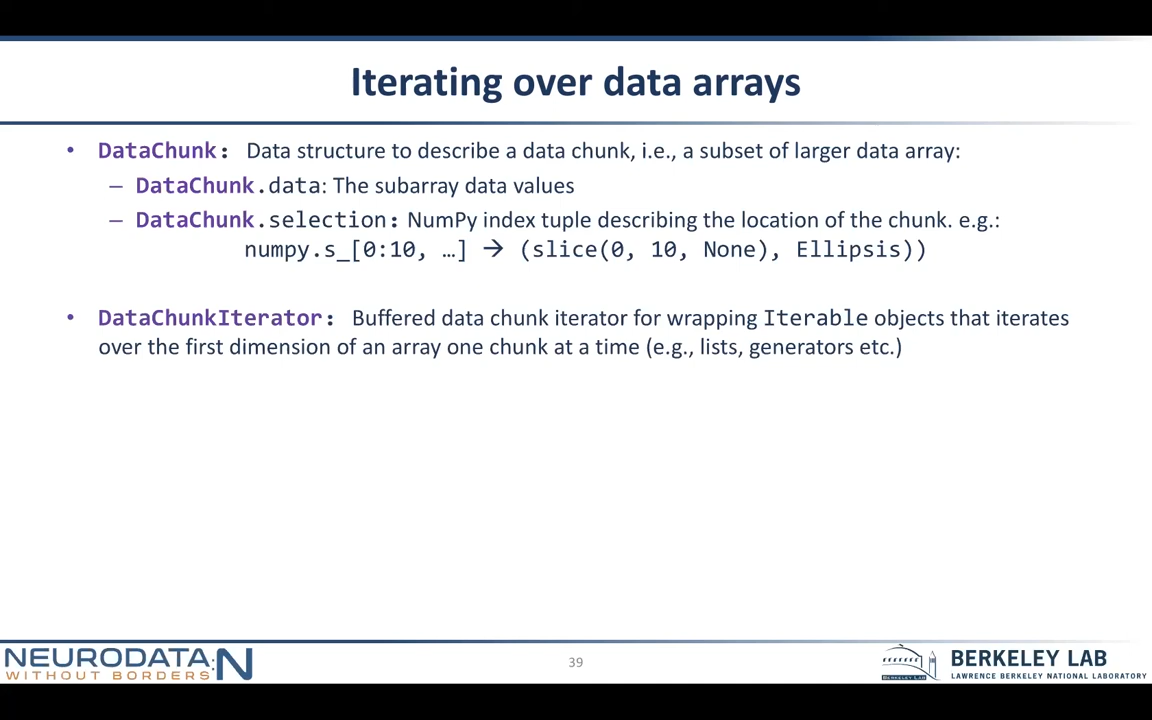 Iterating over data arrays
• DataChunk: Data structure to describe a data chunk, i.e., a subset of larger data array:
– DataChunk.data: The subarray data values
– DataChunk.selection: NumPy index tuple describing the location of the chunk. e.g.:
numpy.s_[0:10, …] → (slice(0, 10, None), Ellipsis))
• DataChunkIterator: Buffered data chunk iterator for wrapping Iterable objects that iterates
over the first dimension of an array one chunk at a time (e.g., lists, generators etc.)
NEURODATA:N
WITHOUT BORDERS
39
BERKELEY LAB
BERKELEY LAB
LAWRENCE BERKELEY NATIONAL LABORATORY